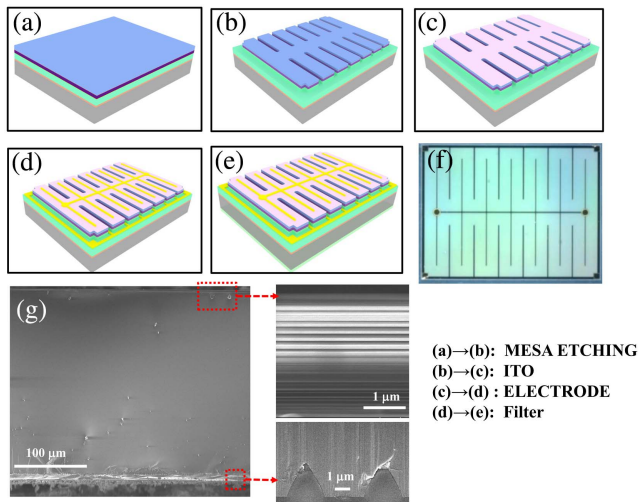 (a)
(b)
(c)
(d)
(e)
(f)
(g)
100 μm
1 μm
1 μm
(a)→(b): MESA ETCHING
(b)→(c): ITO
(c)→(d) : ELECTRODE
(d)→(e): Filter